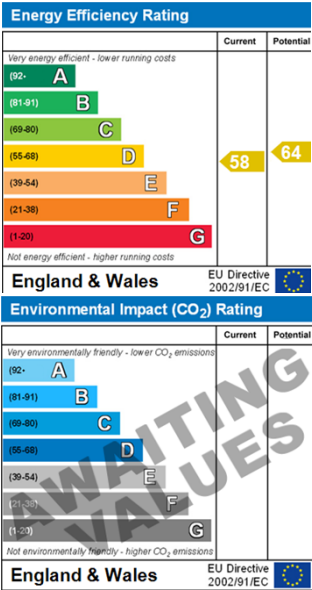 Energy Efficiency Rating
Current Potential
Very energy efficient - lower running costs
(92- A
(81-91) B
(69-80) C
(55-68) D
58 64
(39-54) E
(21-38) F
(1-20) G
Not energy efficient - higher running costs
England & Wales
EU Directive
2002/91/EC
Environmental Impact (CO2) Rating
Current Potential
Very environmentally friendly - lower CO2 emissions
(92- A
(81-91) B
(69-80) C
(55-68) D
(39-54) E
(21-38) F
(1-20) G
AWAITING
VALUES
Not environmentally friendly - higher CO2 emissions
England & Wales
EU Directive
2002/91/EC